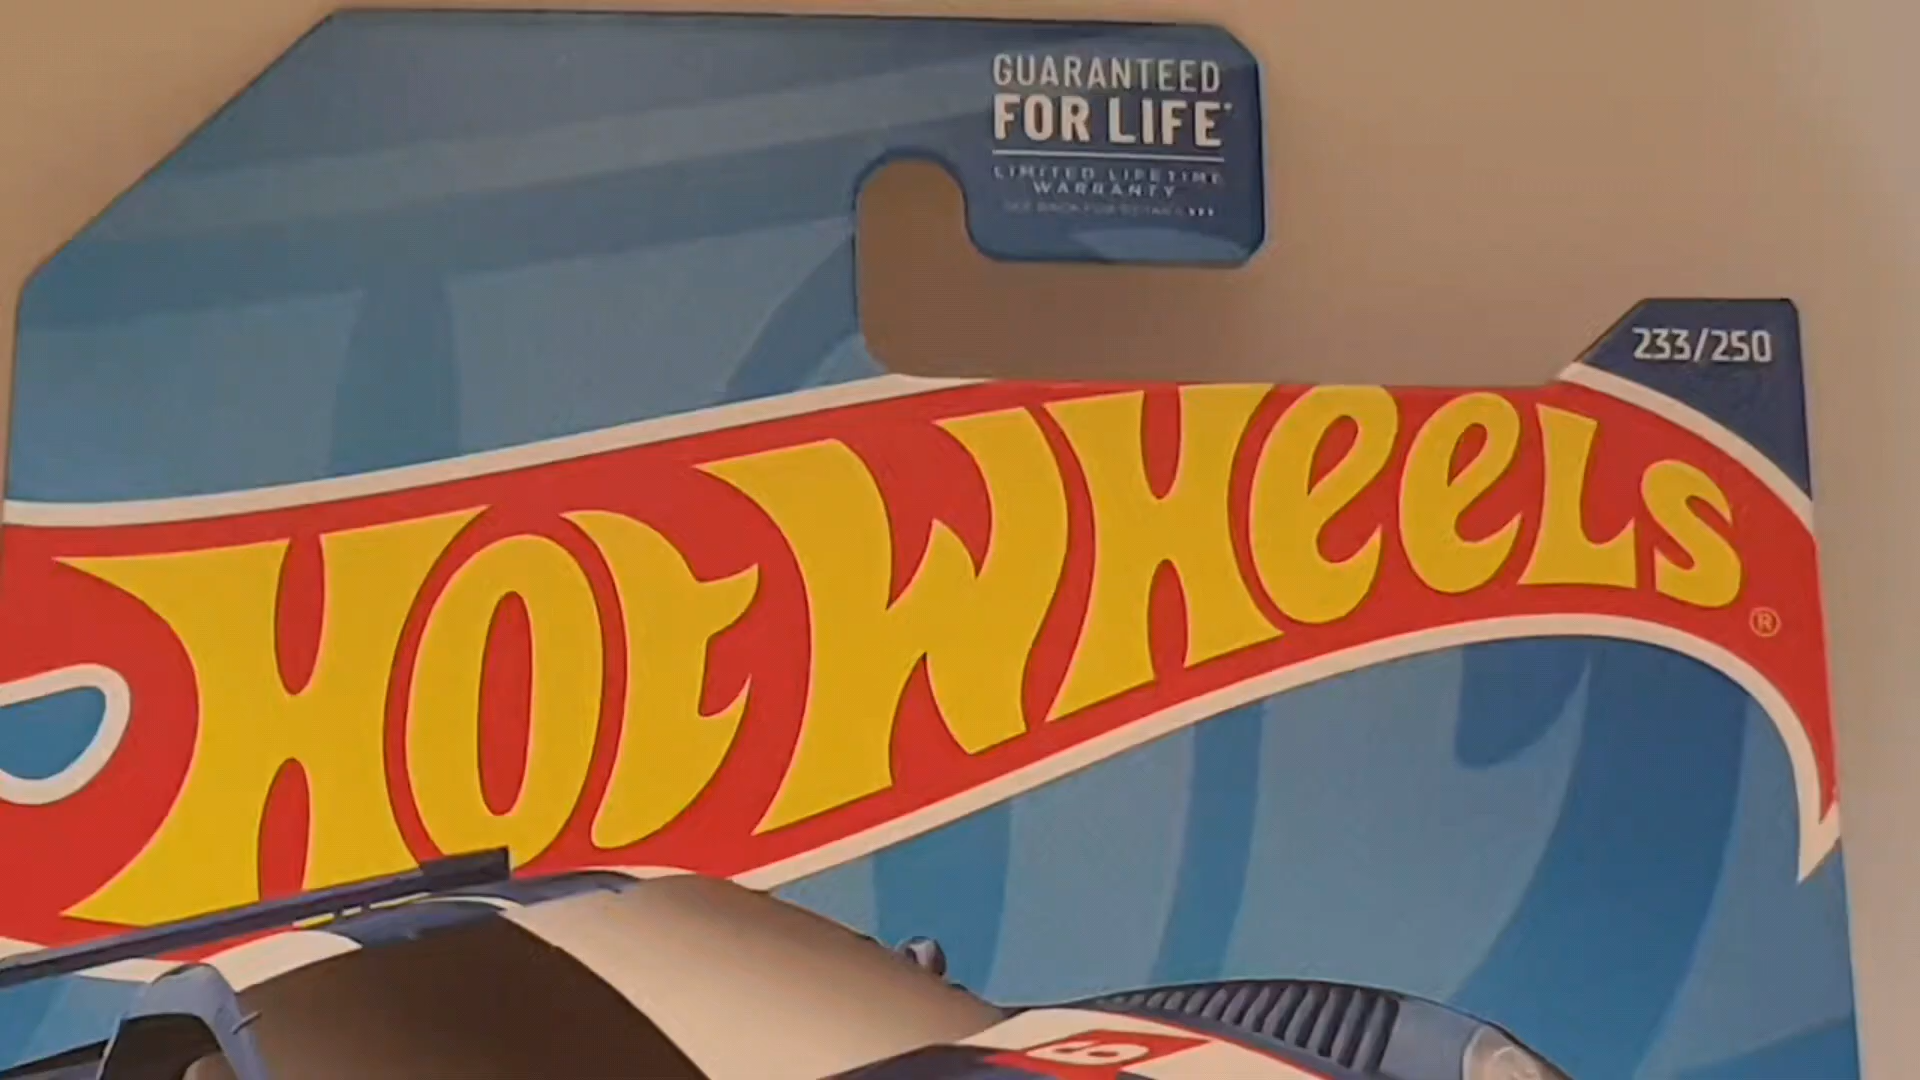 GUARANTEED
FOR LIFE*
LIMITED LIFETIME
WARRANTY
233/250
HOT WHEELS®